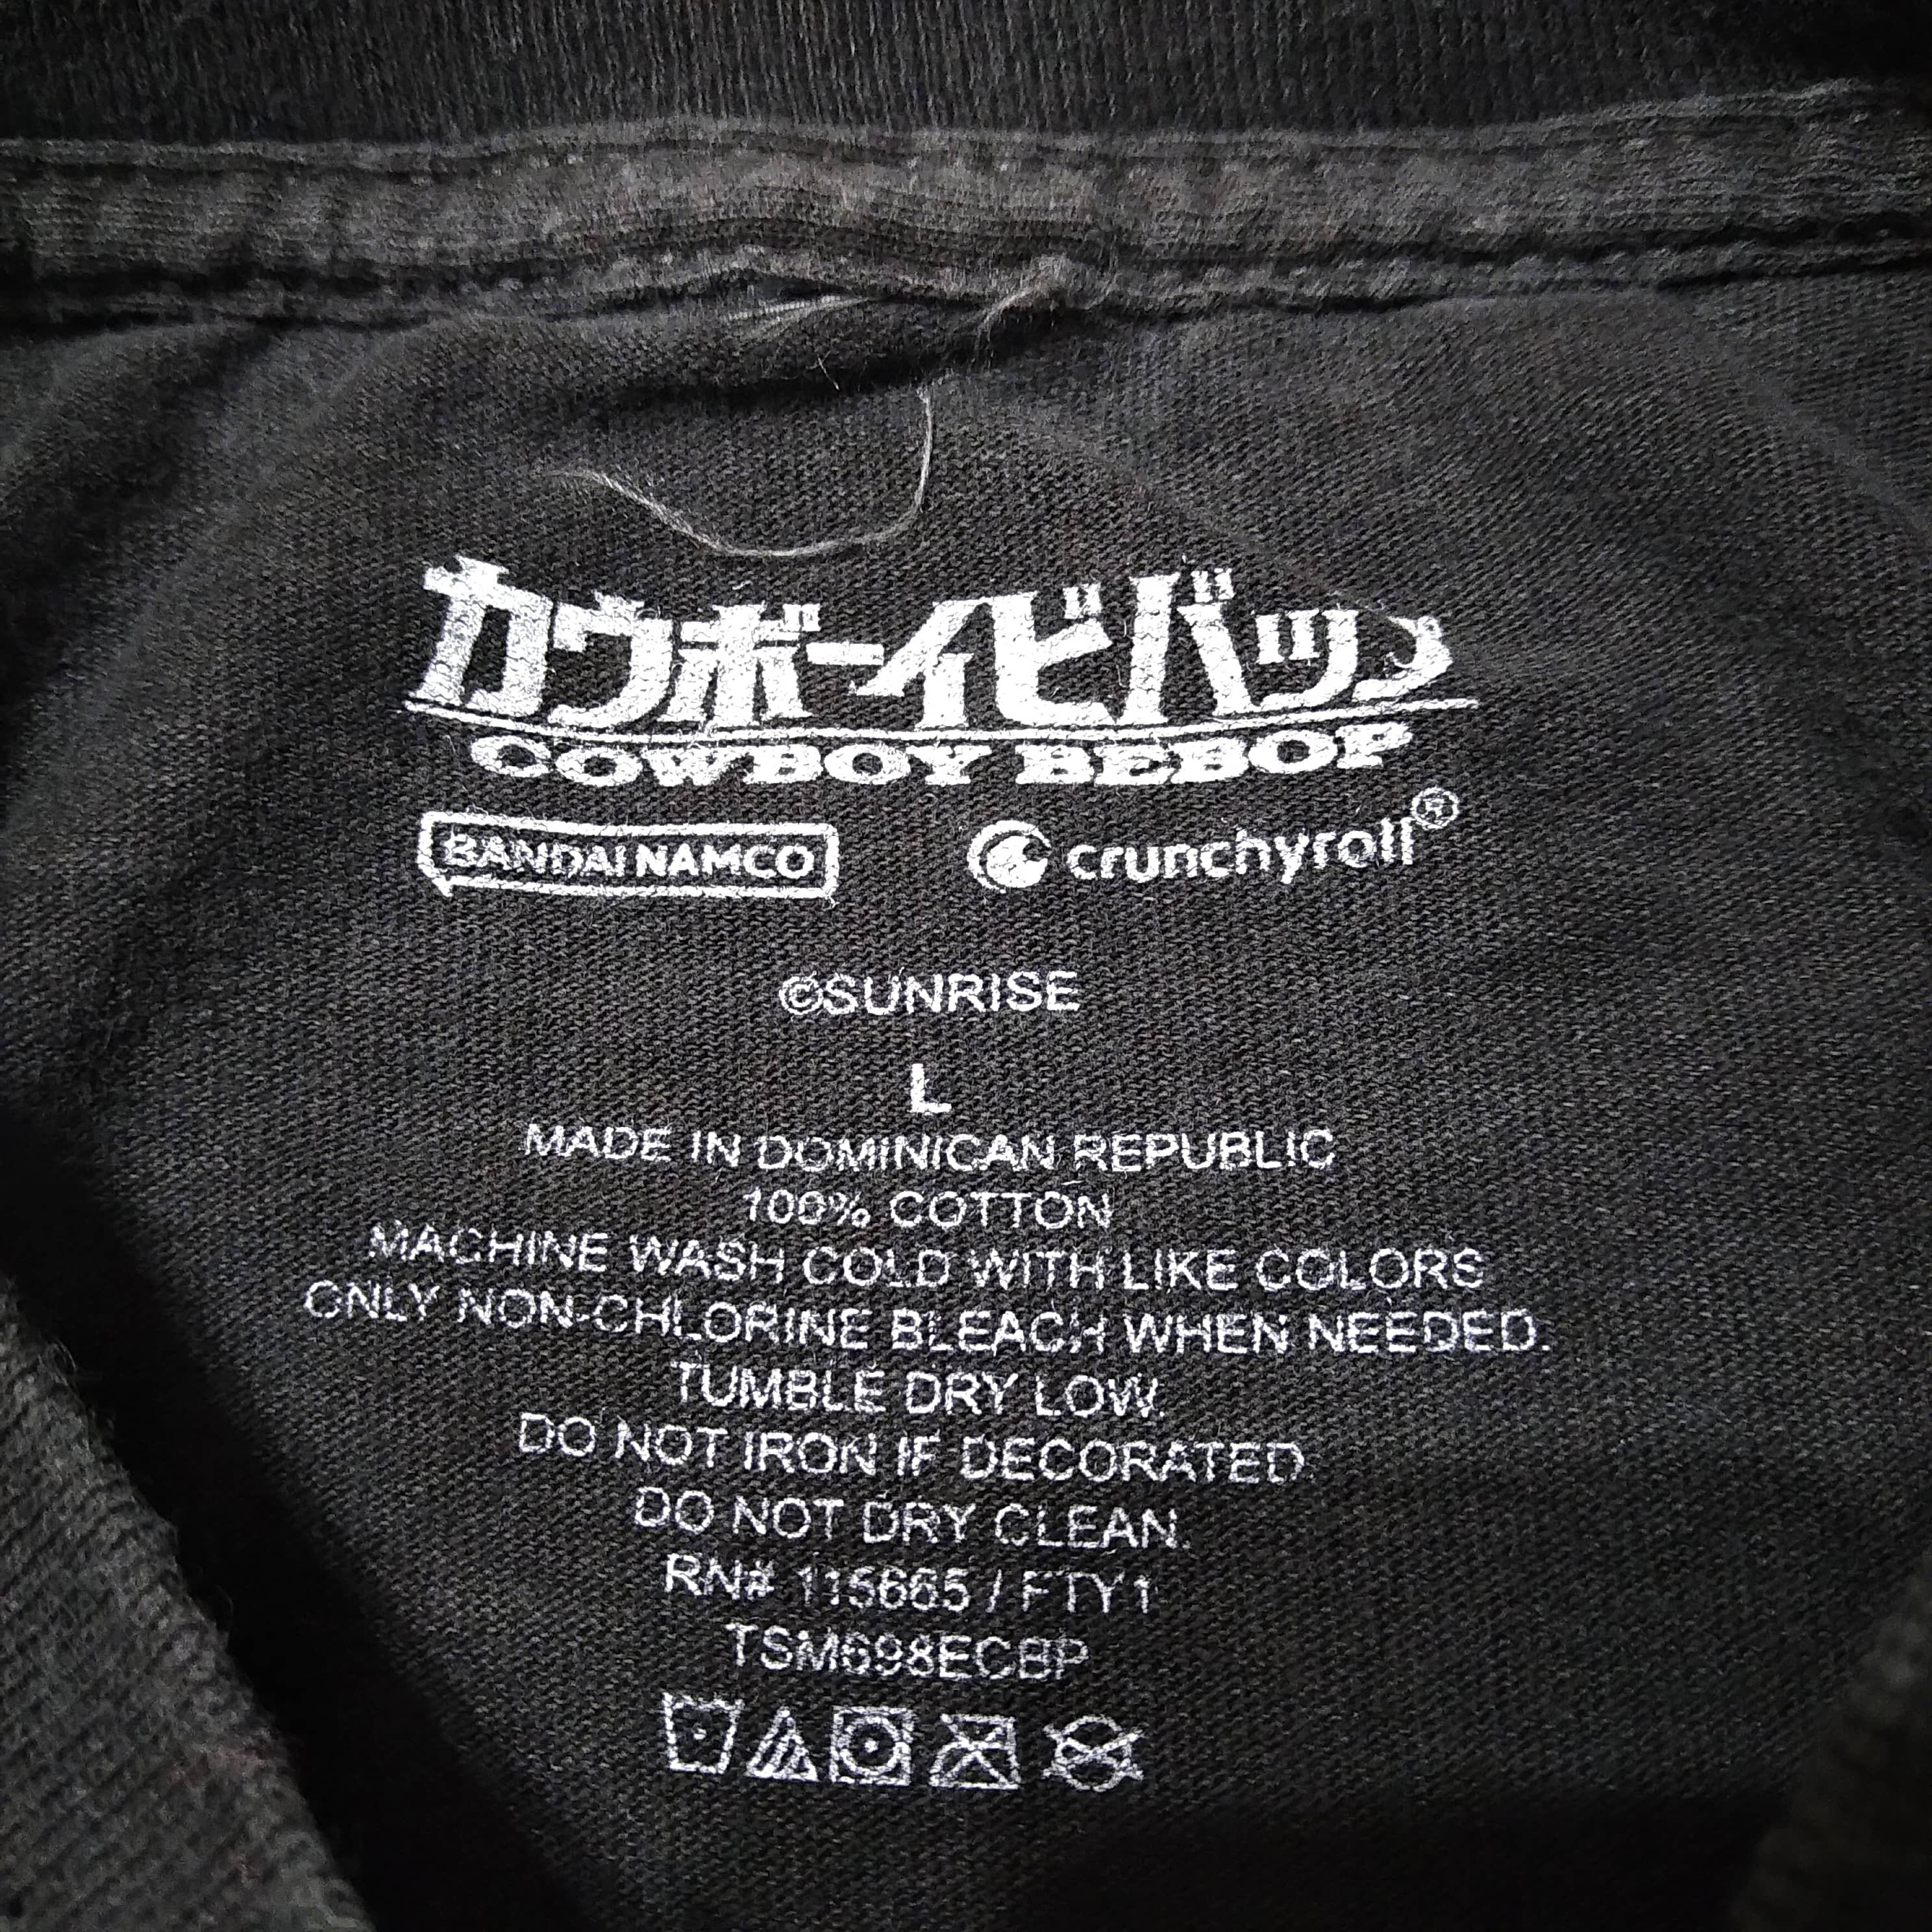 カウボーイビバップ
COWBOY BEBOP
BANDAI NAMCO crunchyroll®
©SUNRISE
L
MADE IN DOMINICAN REPUBLIC
100% COTTON
MACHINE WASH COLD WITH LIKE COLORS
ONLY NON-CHLORINE BLEACH WHEN NEEDED.
TUMBLE DRY LOW.
DO NOT IRON IF DECORATED.
DO NOT DRY CLEAN.
RN# 115665 / FTY1
TSM698ECBP